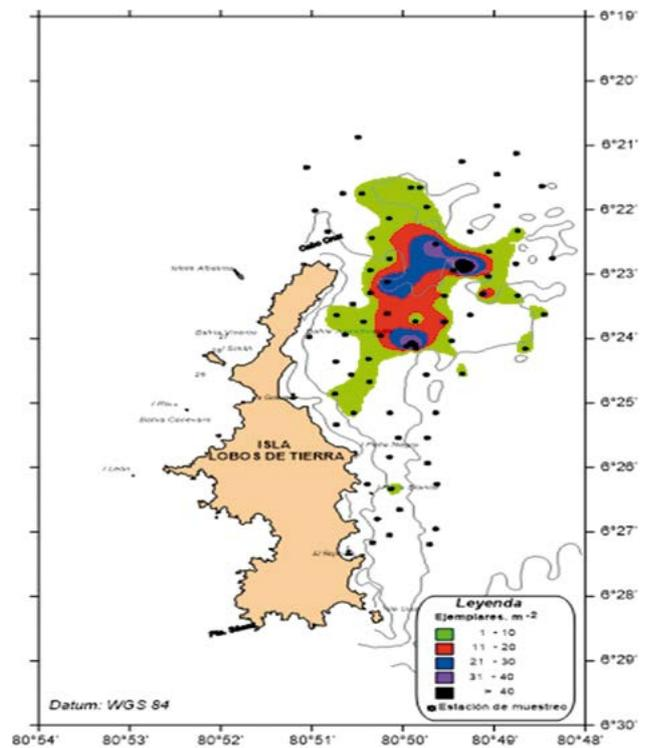 6°19'
6°20'
6°21'
6°22'
Cabo Cruz
6°23'
6°24'
6°25'
ISLA
LOBOS DE TIERRA
6°26'
6°27'
6°28'
Leyenda
Ejemplares. m-2
1 - 10
11 - 20
21 - 30
31 - 40
> 40
Estación de muestreo
6°29'
Datum: WGS 84
6°30'
80°54' 80°52' 80°51' 80°50' 80°49' 80°48'